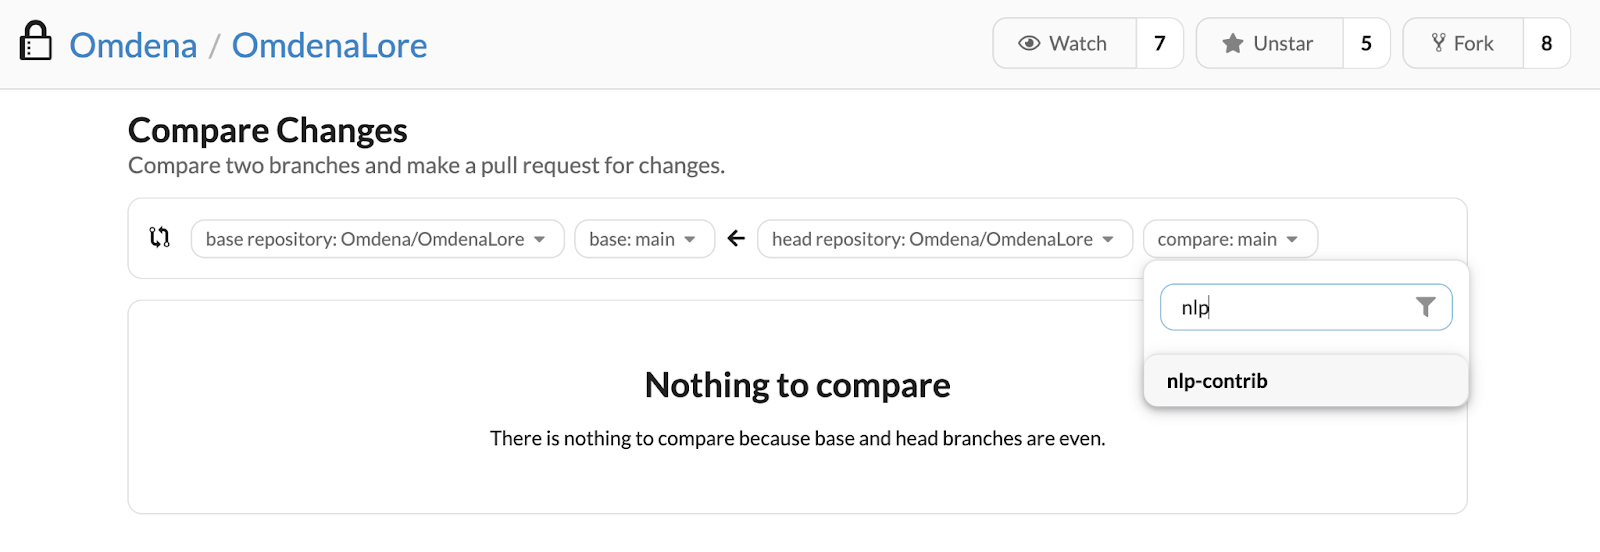 Omdena / OmdenaLore Watch 7 Unstar 5 Fork 8
Compare Changes
Compare two branches and make a pull request for changes.
base repository: Omdena/OmdenaLore base: main head repository: Omdena/OmdenaLore compare: main
nlp
nlp-contrib
Nothing to compare
There is nothing to compare because base and head branches are even.